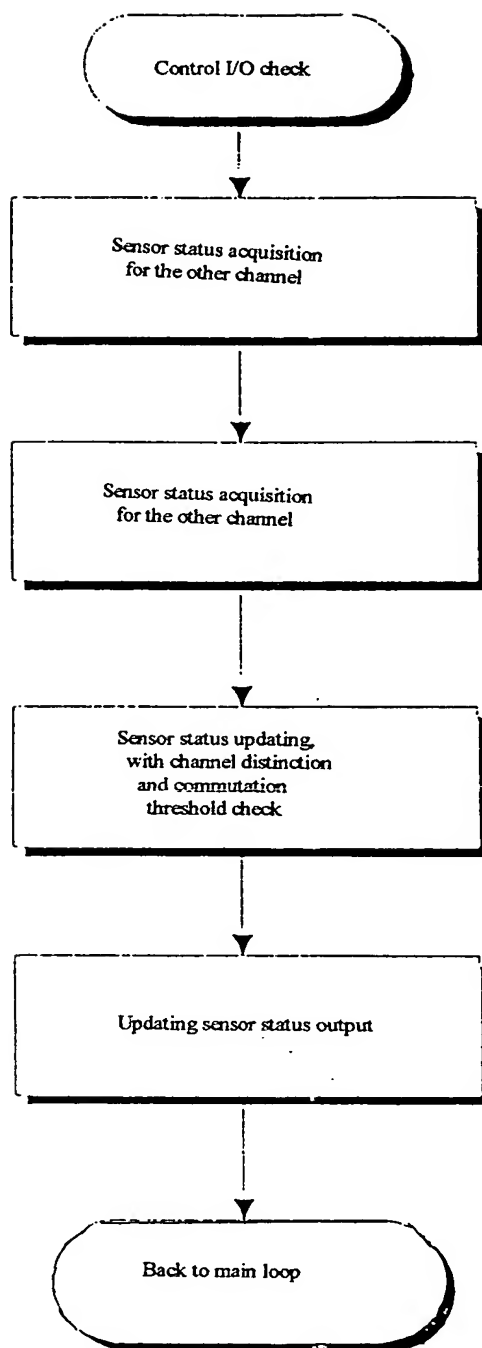 Control I/O check
Sensor status acquisition
for the other channel
Sensor status acquisition
for the other channel
Sensor status updating,
with channel distinction
and commutation
threshold check
Updating sensor status output
Back to main loop